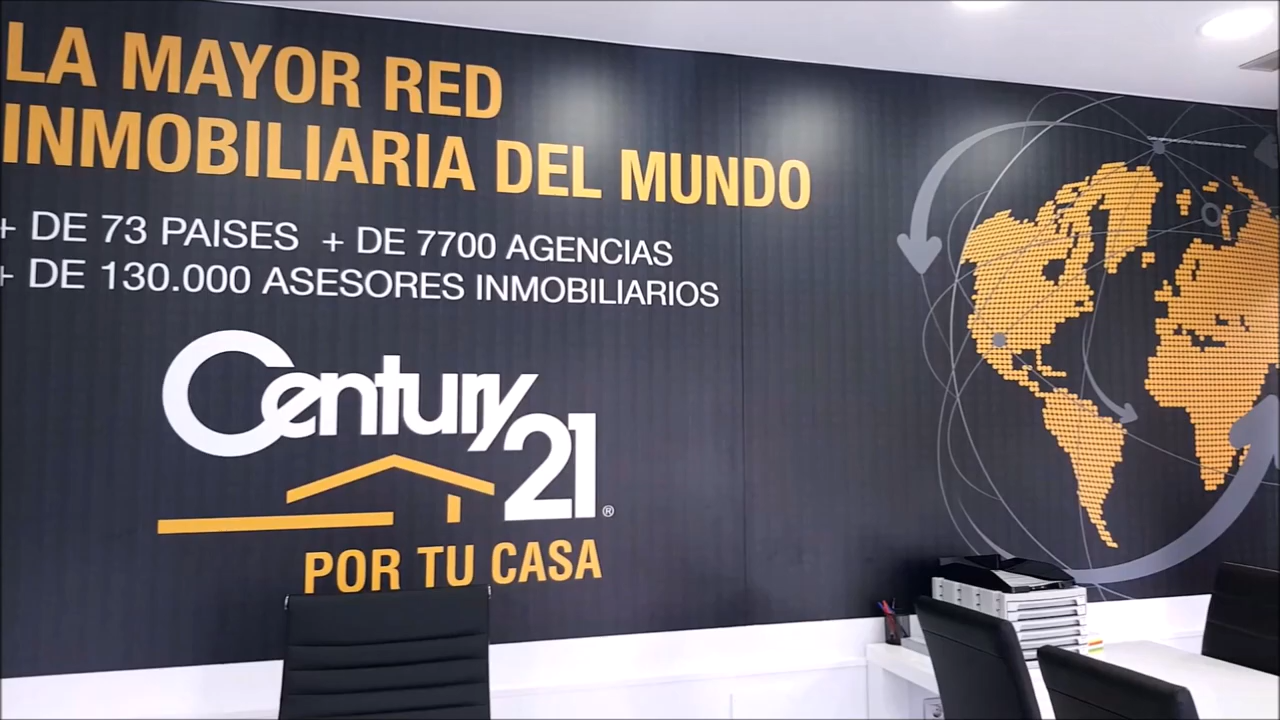 LA MAYOR RED
INMOBILIARIA DEL MUNDO
+ DE 73 PAISES + DE 7700 AGENCIAS
+ DE 130.000 ASESORES INMOBILIARIOS
Century
21®
POR TU CASA